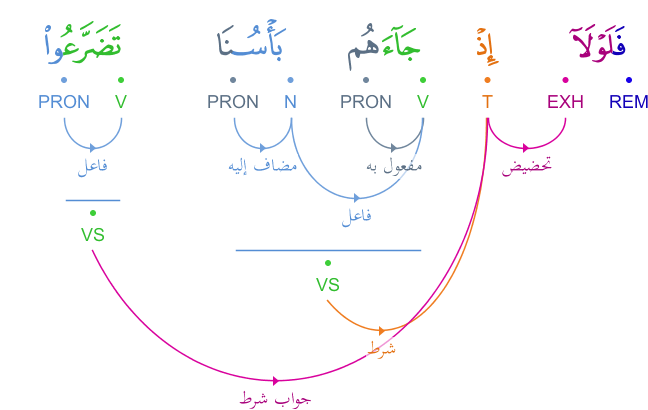 فَلَوْلَآ إِذْ جَآءَهُم بَأْسُنَا تَضَرَّعُوا۟
REM EXH T V PRON N PRON V PRON
تحضيض مفعول به مضاف إليه فاعل
فاعل
VS
VS
شرط
جواب شرط